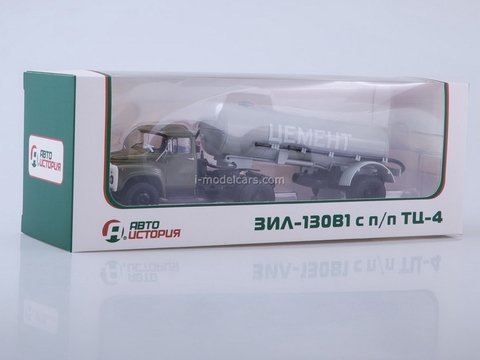 АВТО
ИСТОРИЯ
ЦЕМЕНТ
i-modelcars.com
АВТО
ИСТОРИЯ
ЗИЛ-130В1 с п/п ТЦ-4